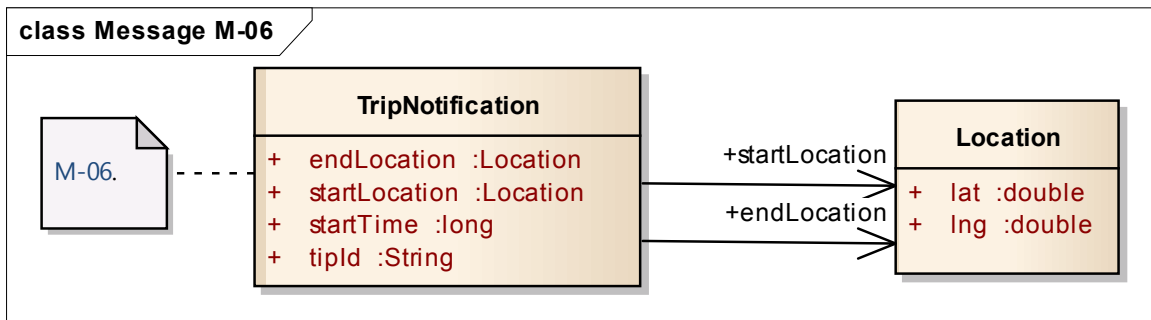 class Message M-06
M-06.
TripNotification
+ endLocation :Location
+ startLocation :Location
+ startTime :long
+ tipId :String
+startLocation
+endLocation
Location
+ lat :double
+ lng :double